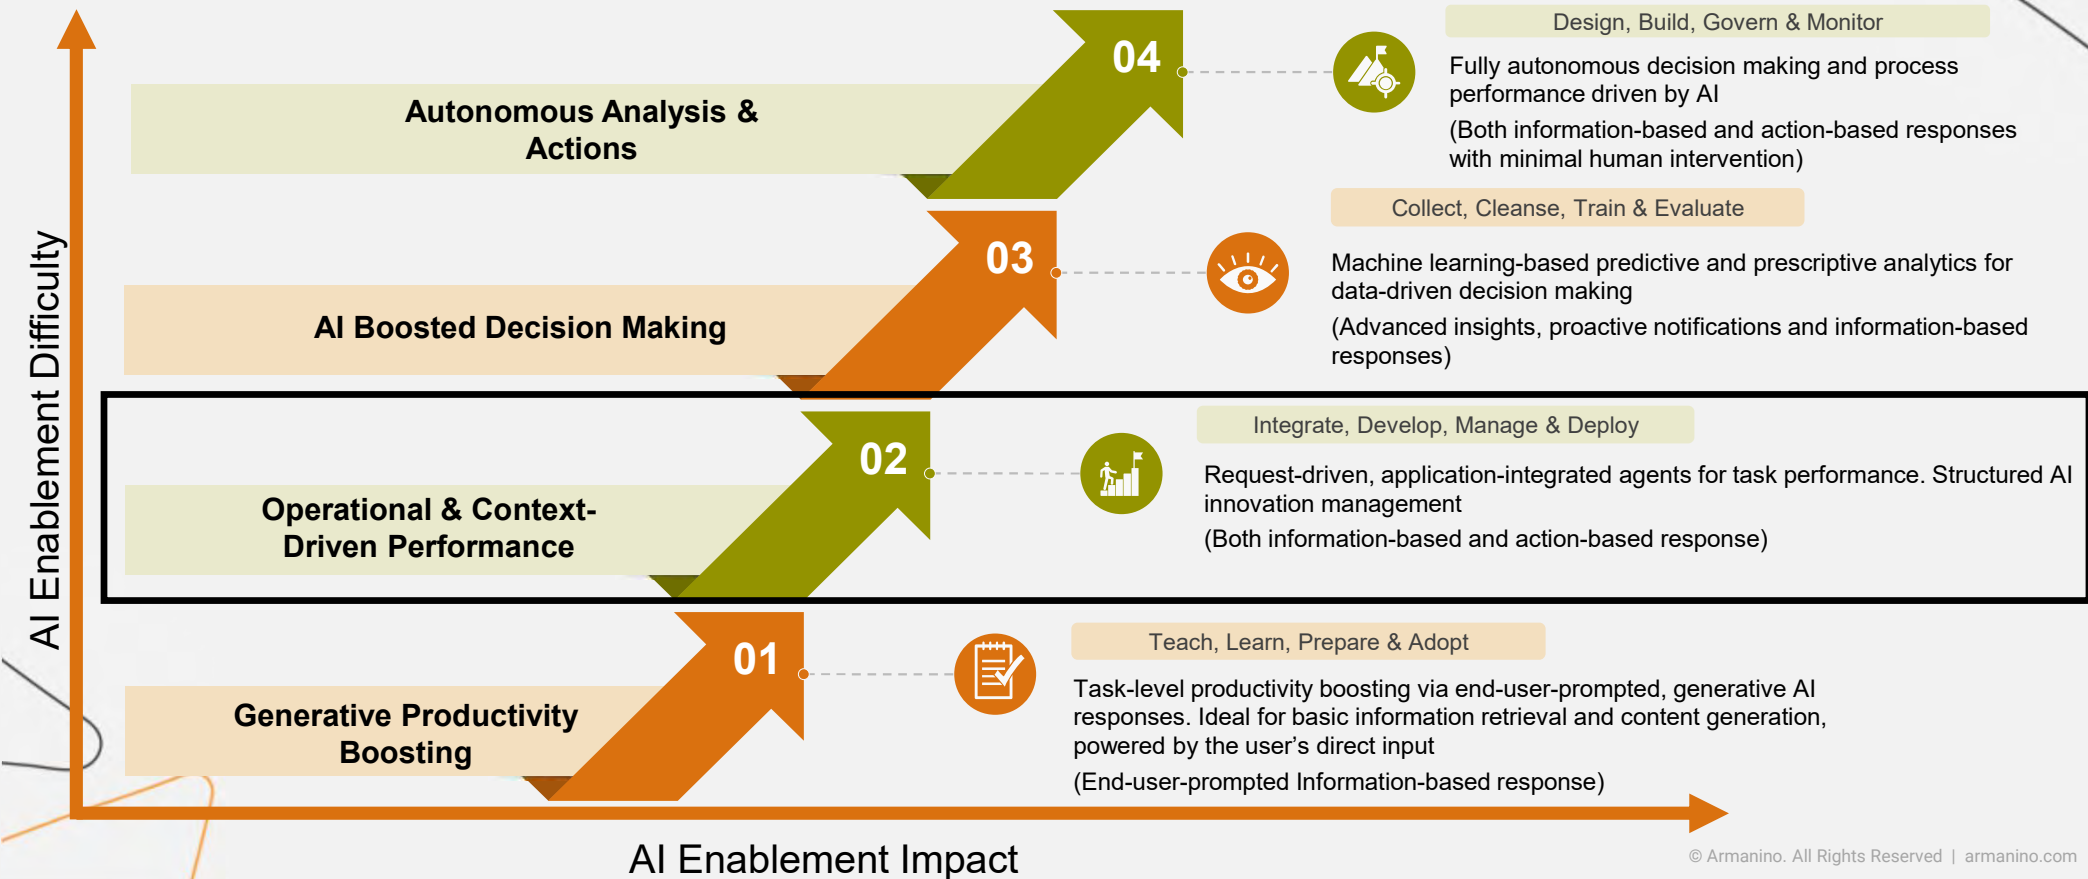 AI Enablement Difficulty
04
Autonomous Analysis &
Actions
Design, Build, Govern & Monitor
Fully autonomous decision making and process
performance driven by AI
(Both information-based and action-based responses
with minimal human intervention)
03
AI Boosted Decision Making
Collect, Cleanse, Train & Evaluate
Machine learning-based predictive and prescriptive analytics for
data-driven decision making
(Advanced insights, proactive notifications and information-based
responses)
02
Operational & Context-
Driven Performance
Integrate, Develop, Manage & Deploy
Request-driven, application-integrated agents for task performance. Structured AI
innovation management
(Both information-based and action-based response)
01
Generative Productivity
Boosting
Teach, Learn, Prepare & Adopt
Task-level productivity boosting via end-user-prompted, generative AI
responses. Ideal for basic information retrieval and content generation,
powered by the user's direct input
(End-user-prompted Information-based response)
AI Enablement Impact
© Armanino. All Rights Reserved | armanino.com